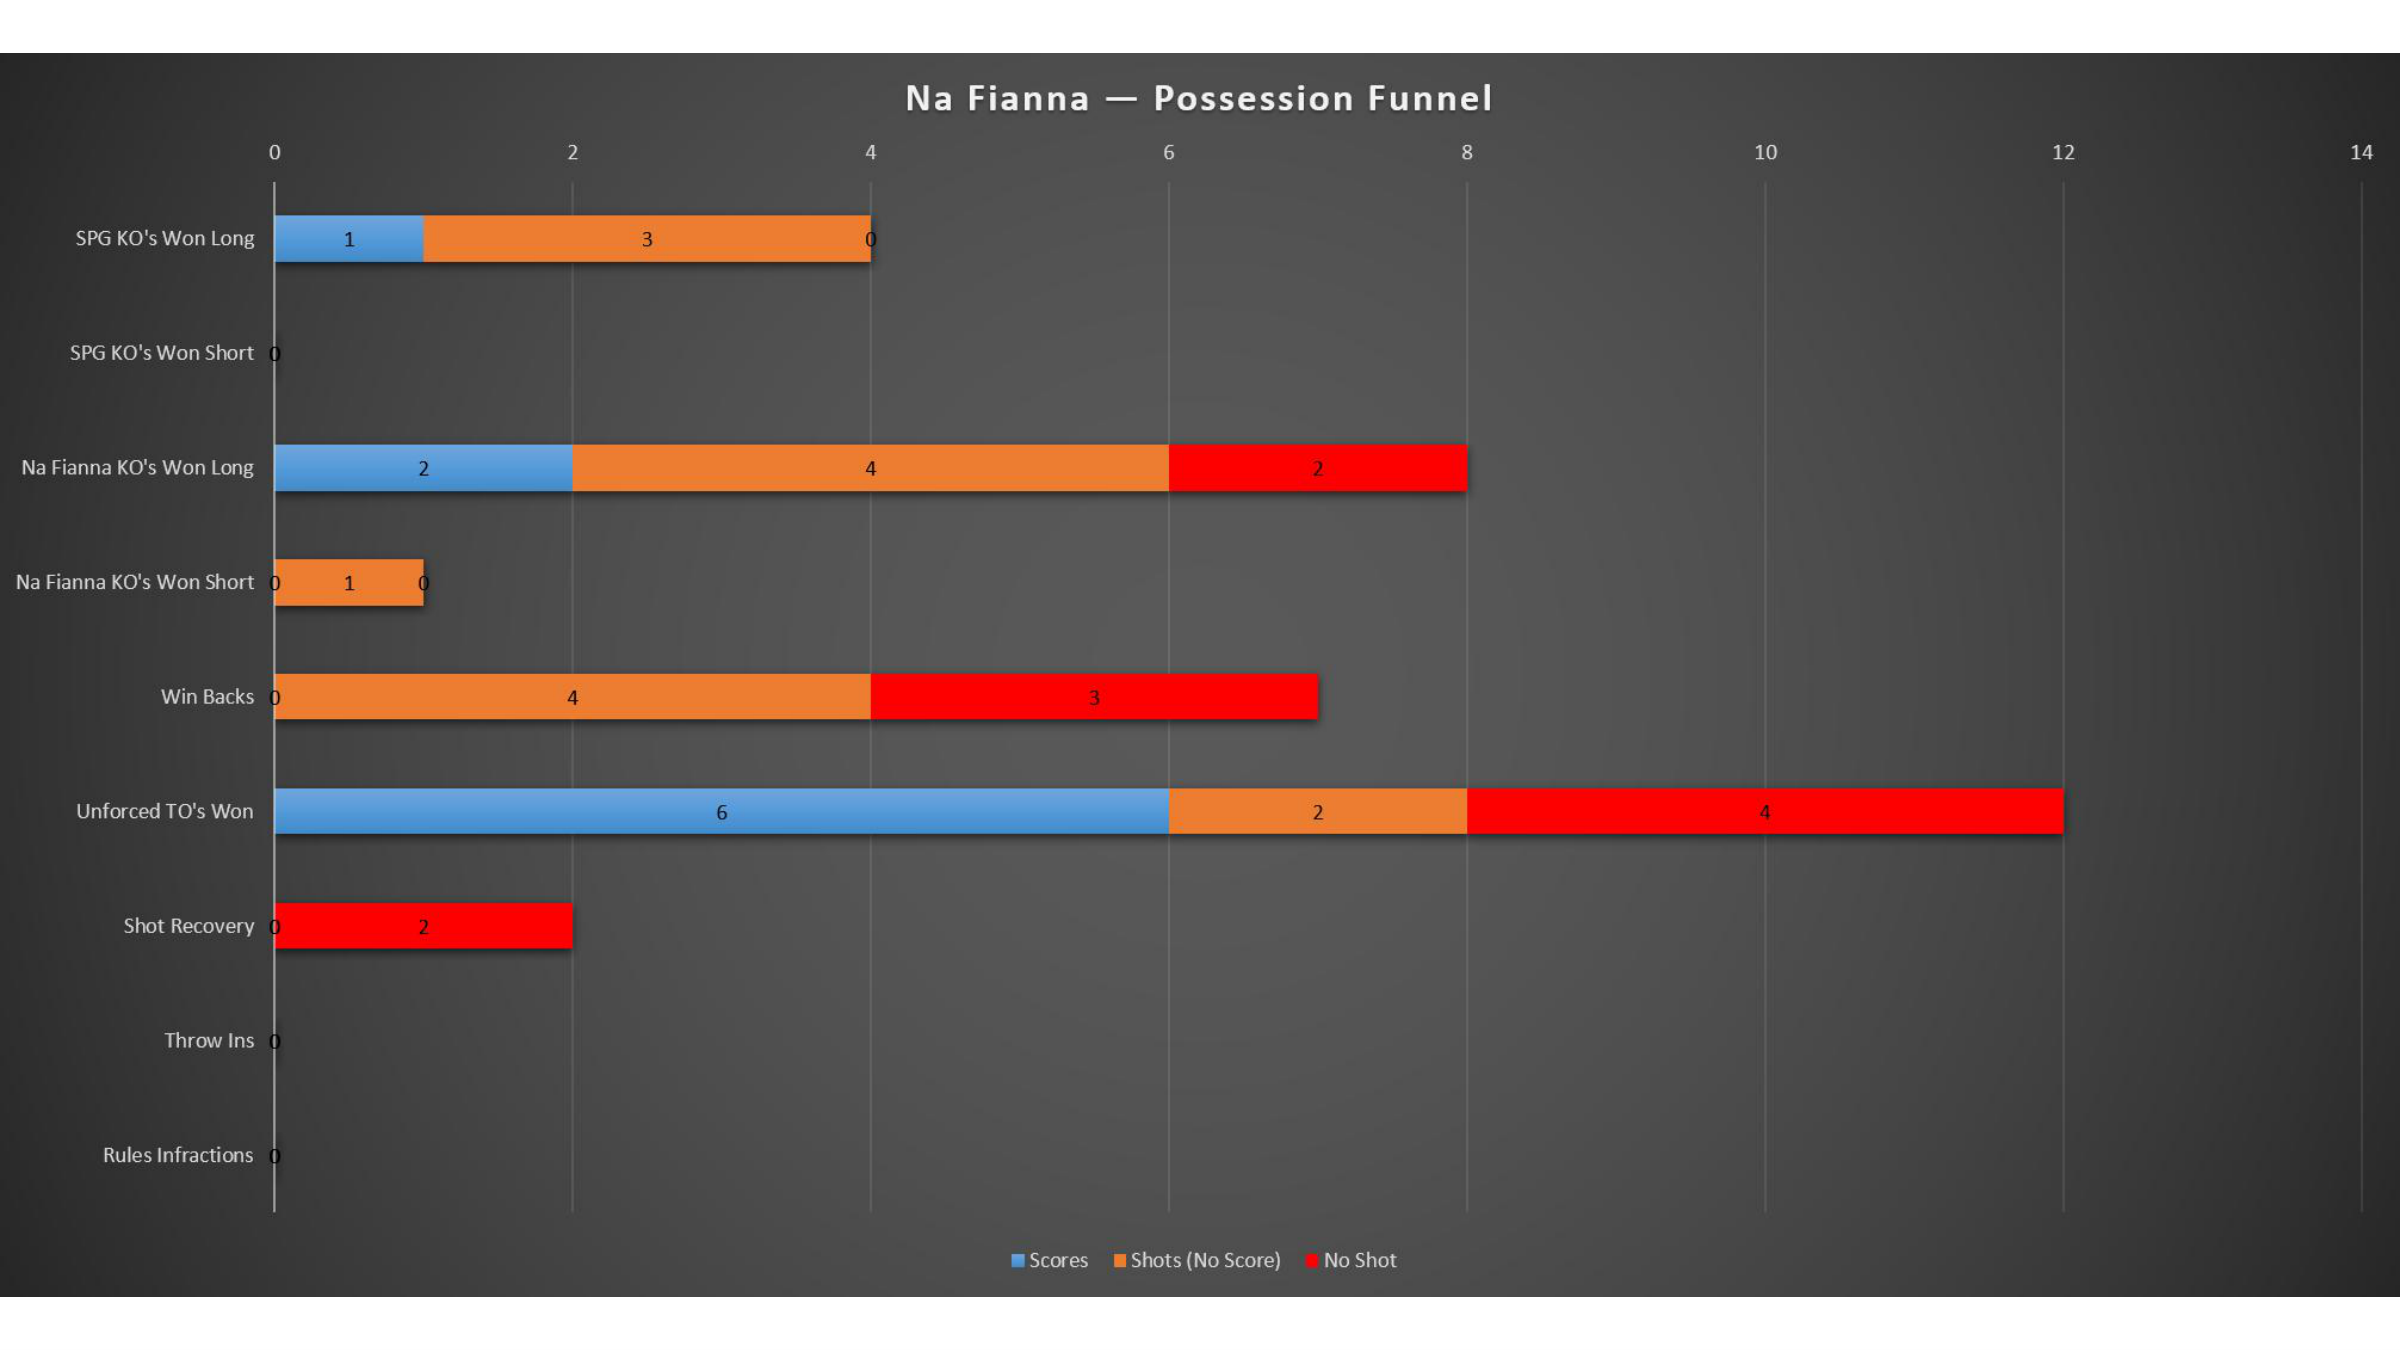 Na Fianna — Possession Funnel
0 2 4 6 8 10 12 14
SPG KO's Won Long 1 3 0
SPG KO's Won Short 0
Na Fianna KO's Won Long 2 4 2
Na Fianna KO's Won Short 0 1 0
Win Backs 0 4 3
Unforced TO's Won 6 2 4
Shot Recovery 0 2
Throw Ins 0
Rules Infractions 0
Scores Shots (No Score) No Shot